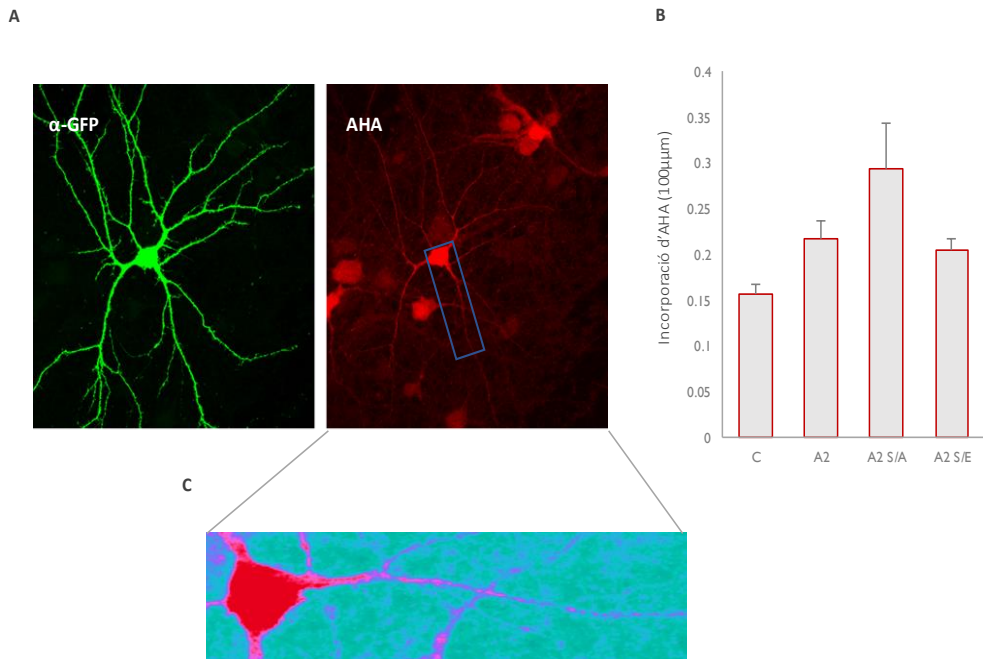 A
B
α-GFP
AHA
Incorporació d'AHA (100µµm)
0.4
0.35
0.3
0.25
0.2
0.15
0.1
0.05
0
C
A2
A2 S/A
A2 S/E
C